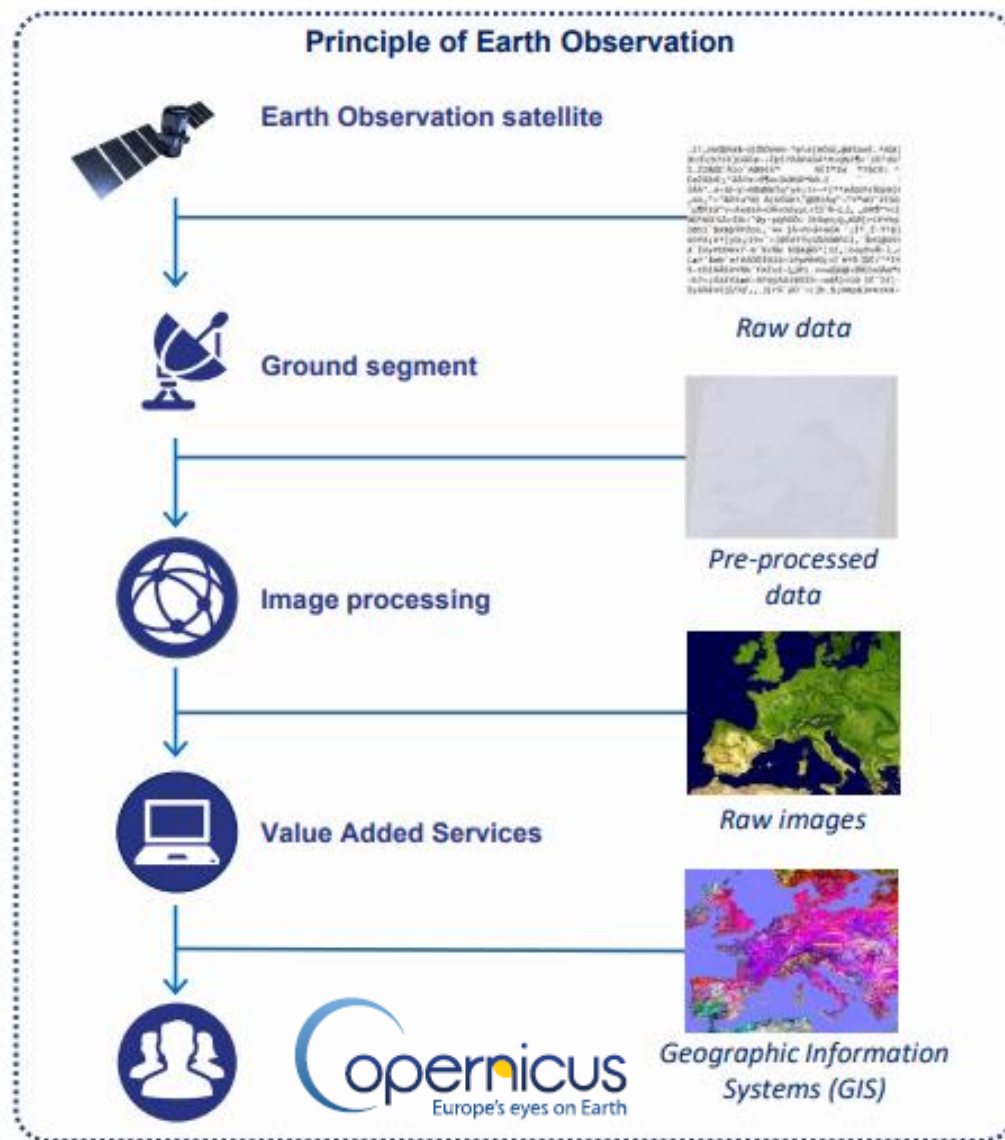 Principle of Earth Observation
Earth Observation satellite
Raw data
Ground segment
Pre-processed
data
Image processing
Raw images
Value Added Services
Geographic Information
Systems (GIS)
Copernicus
Europe's eyes on Earth